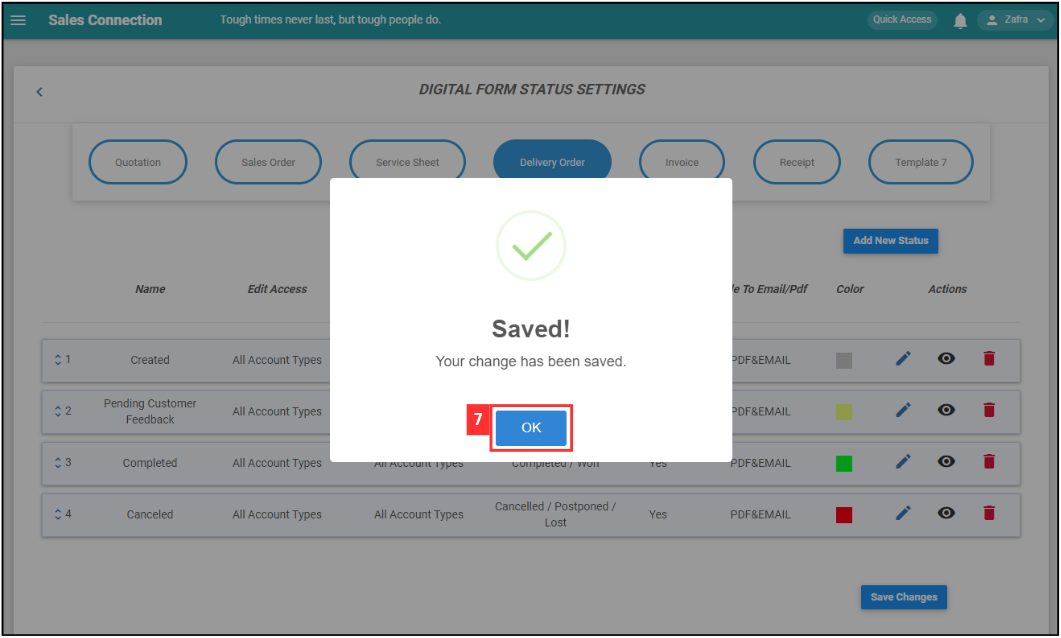 Sales Connection
Tough times never last, but tough people do.
Quick Access
Zafra
DIGITAL FORM STATUS SETTINGS
Quotation
Sales Order
Service Sheet
Delivery Order
Invoice
Receipt
Template 7
Add New Status
Name
Edit Access
To Email/Pdf
Color
Actions
1
Created
All Account Types
PDF&EMAIL
2
Pending Customer
Feedback
All Account Types
PDF&EMAIL
3
Completed
All Account Types
All Account Types
Completed / Won
Yes
PDF&EMAIL
4
Canceled
All Account Types
All Account Types
Cancelled / Postponed /
Lost
Yes
PDF&EMAIL
Saved!
Your change has been saved.
7
OK
Save Changes